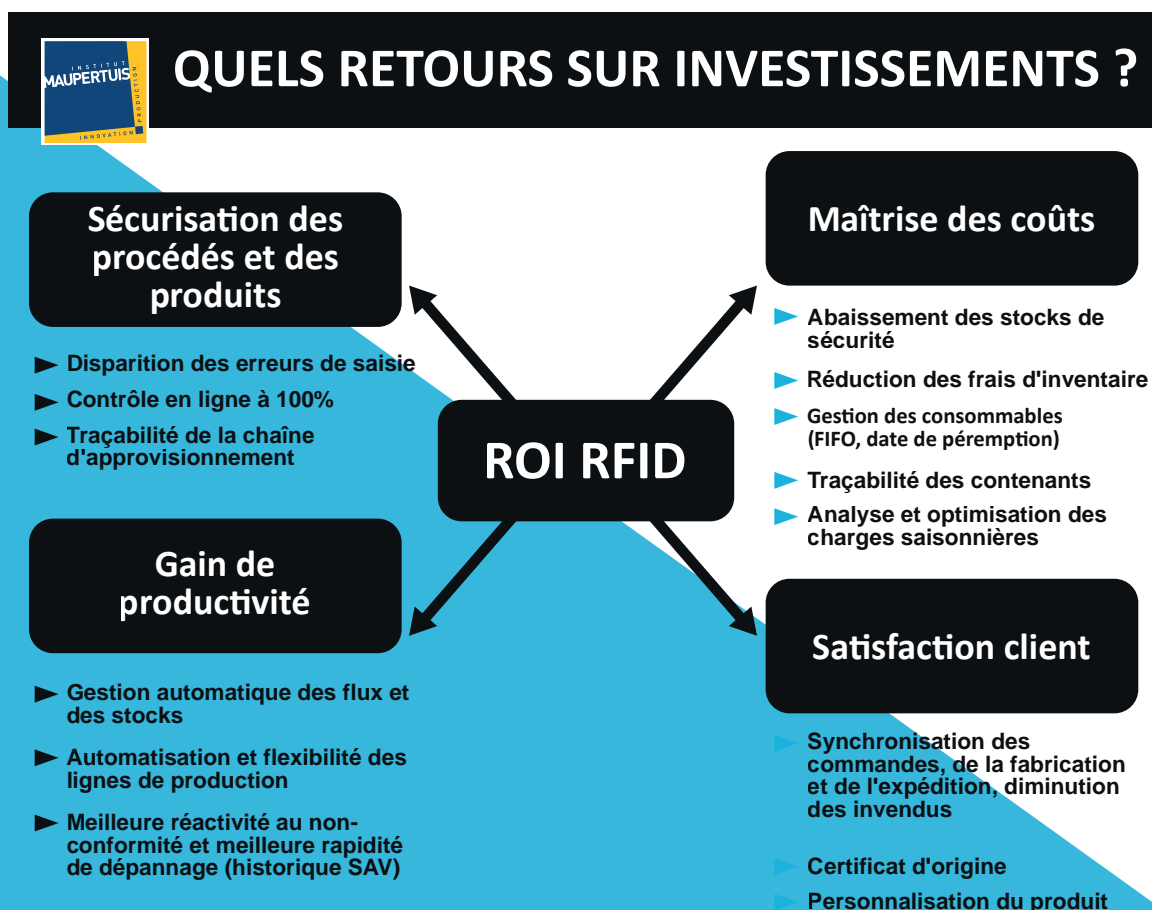 INSTITUT
MAUPERTUIS
PRODUCTION
INNOVATION
QUELS RETOURS SUR INVESTISSEMENTS ?
Sécurisation des
procédés et des
produits
Disparition des erreurs de saisie
Contrôle en ligne à 100%
Traçabilité de la chaîne
d'approvisionnement
Gain de
productivité
Gestion automatique des flux et
des stocks
Automatisation et flexibilité des
lignes de production
Meilleure réactivité au non-
conformité et meilleure rapidité
de dépannage (historique SAV)
ROI RFID
Maîtrise des coûts
Abaissement des stocks de
sécurité
Réduction des frais d'inventaire
Gestion des consommables
(FIFO, date de péremption)
Traçabilité des contenants
Analyse et optimisation des
charges saisonnières
Satisfaction client
Synchronisation des
commandes, de la fabrication
et de l'expédition, diminution
des invendus
Certificat d'origine
Personnalisation du produit